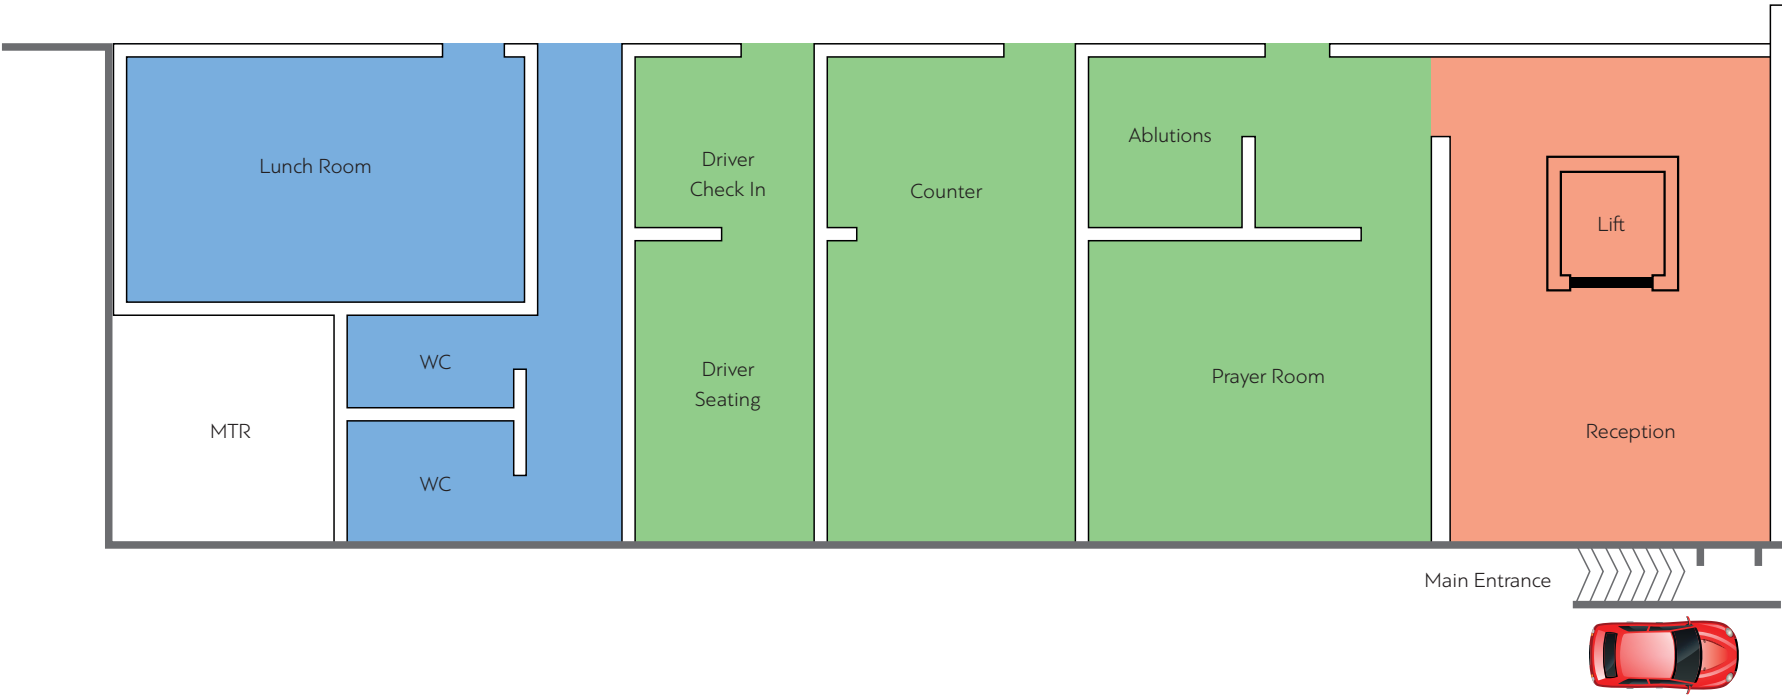 Lunch Room
Driver
Check In
Counter
Ablutions
Lift
WC
MTR
WC
Driver
Seating
Prayer Room
Reception
Main Entrance